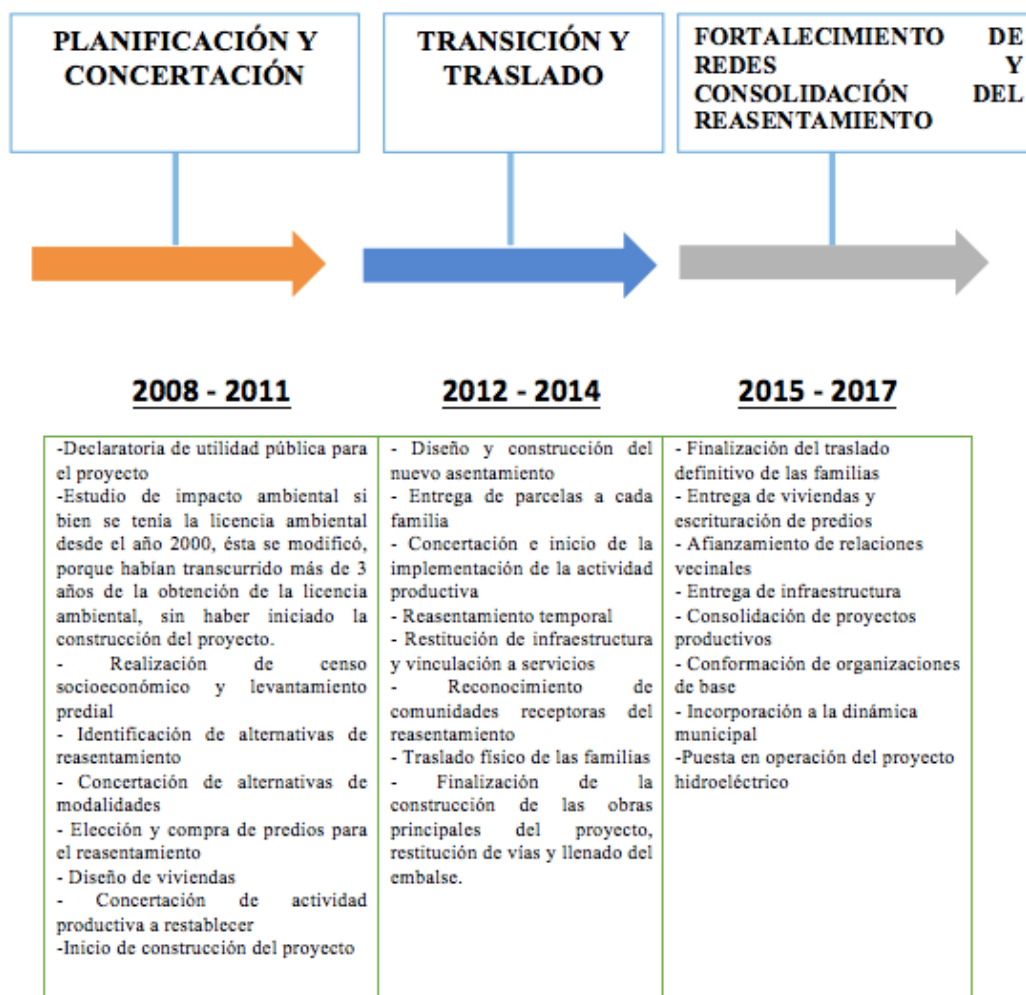 PLANIFICACIÓN Y
CONCERTACIÓN
TRANSICIÓN Y
TRASLADO
FORTALECIMIENTO DE
REDES Y
CONSOLIDACIÓN DEL
REASENTAMIENTO
2008 - 2011
2012 - 2014
2015 - 2017
-Declaratoria de utilidad pública para
el proyecto
-Estudio de impacto ambiental si
bien se tenía la licencia ambiental
desde el año 2000, ésta se modificó,
porque habían transcurrido más de 3
años de la obtención de la licencia
ambiental, sin haber iniciado la
construcción del proyecto.
- Realización de censo
socioeconómico y levantamiento
predial
- Identificación de alternativas de
reasentamiento
- Concertación de alternativas de
modalidades
- Elección y compra de predios para
el reasentamiento
- Diseño de viviendas
- Concertación de actividad
productiva a restablecer
-Inicio de construcción del proyecto
- Diseño y construcción del
nuevo asentamiento
- Entrega de parcelas a cada
familia
- Concertación e inicio de la
implementación de la actividad
productiva
- Reasentamiento temporal
- Restitución de infraestructura
y vinculación a servicios
- Reconocimiento de
comunidades receptoras del
reasentamiento
- Traslado físico de las familias
- Finalización de la
construcción de las obras
principales del proyecto,
restitución de vías y llenado del
embalse.
- Finalización del traslado
definitivo de las familias
- Entrega de viviendas y
escrituración de predios
- Afianzamiento de relaciones
vecinales
- Entrega de infraestructura
- Consolidación de proyectos
productivos
- Conformación de organizaciones
de base
- Incorporación a la dinámica
municipal
-Puesta en operación del proyecto
hidroeléctrico